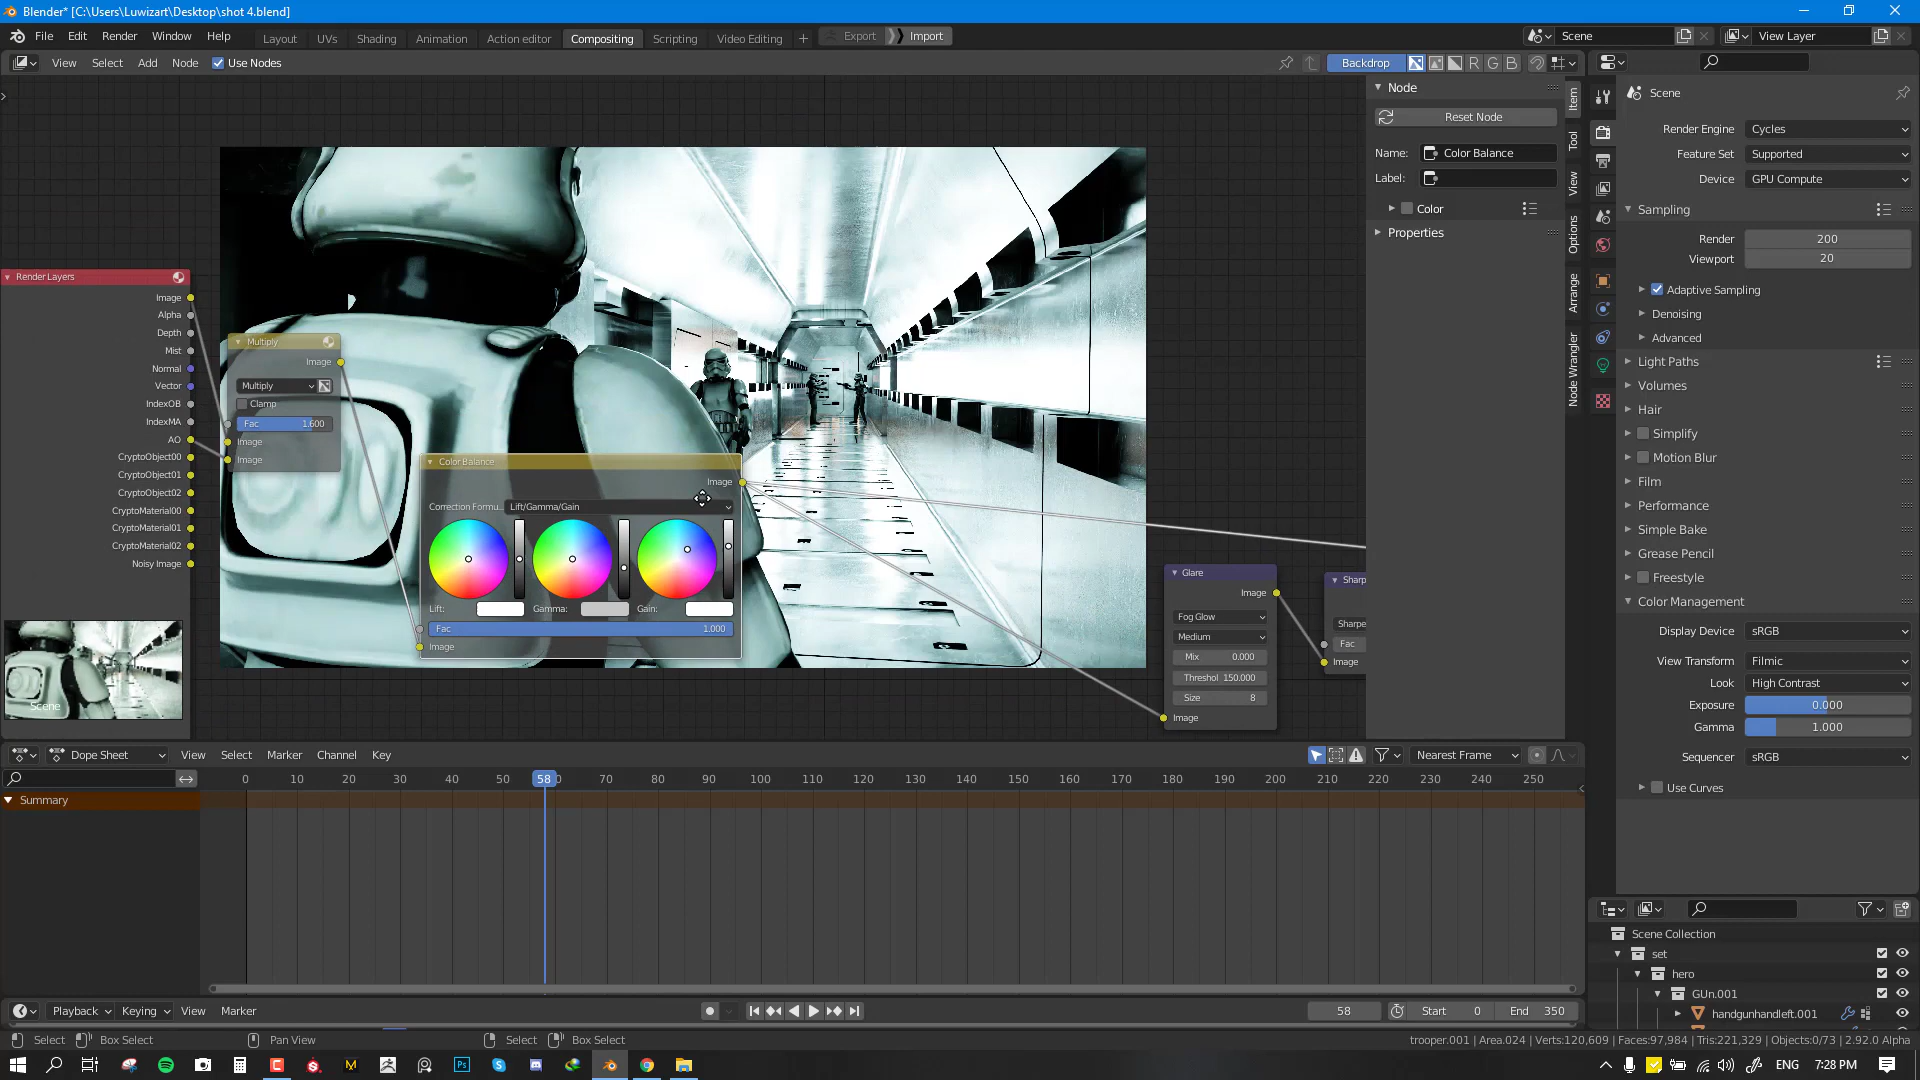 Blender* [C:\Users\Luwizart\Desktop\shot 4.blend]
File Edit Render Window Help Layout UVs Shading Animation Action editor Compositing Scripting Video Editing + Export Import Scene View Layer
View Select Add Node Use Nodes Backdrop R G B
Node
Reset Node
Name: Color Balance
Label:
Color
Properties
Item
Tool
View
Options
Arrange
Node Wrangler
Render Layers
Image
Alpha
Depth
Mist
Normal
Vector
IndexOB
IndexMA
AO
CryptoObject00
CryptoObject01
CryptoObject02
CryptoMaterial00
CryptoMaterial01
CryptoMaterial02
Noisy Image
Scene
Multiply
Image
Multiply
Clamp
Fac 1.600
Image
Image
Color Balance
Image
Correction Formu... Lift/Gamma/Gain
Lift: Gamma: Gain:
Fac 1.000
Image
Glare
Image
Fog Glow
Medium
Mix 0.000
Threshol 150.000
Size 8
Image
Sharp
Sharpe
Fac
Image
Scene
Render Engine Cycles
Feature Set Supported
Device GPU Compute
Sampling
Render 200
Viewport 20
Adaptive Sampling
Denoising
Advanced
Light Paths
Volumes
Hair
Simplify
Motion Blur
Film
Performance
Simple Bake
Grease Pencil
Freestyle
Color Management
Display Device sRGB
View Transform Filmic
Look High Contrast
Exposure 0.000
Gamma 1.000
Sequencer sRGB
Use Curves
Dope Sheet View Select Marker Channel Key Nearest Frame
0 10 20 30 40 50 58 0 70 80 90 100 110 120 130 140 150 160 170 180 190 200 210 220 230 240 250
Summary
Scene Collection
set
hero
GUn.001
handgunhandleft.001
Playback Keying View Marker 58 Start 0 End 350
Select Box Select Pan View Select Box Select trooper.001 | Area.024 | Verts:120,609 | Faces:97,984 | Tris:221,329 | Objects:0/73 | 2.92.0 Alpha
ENG 7:28 PM